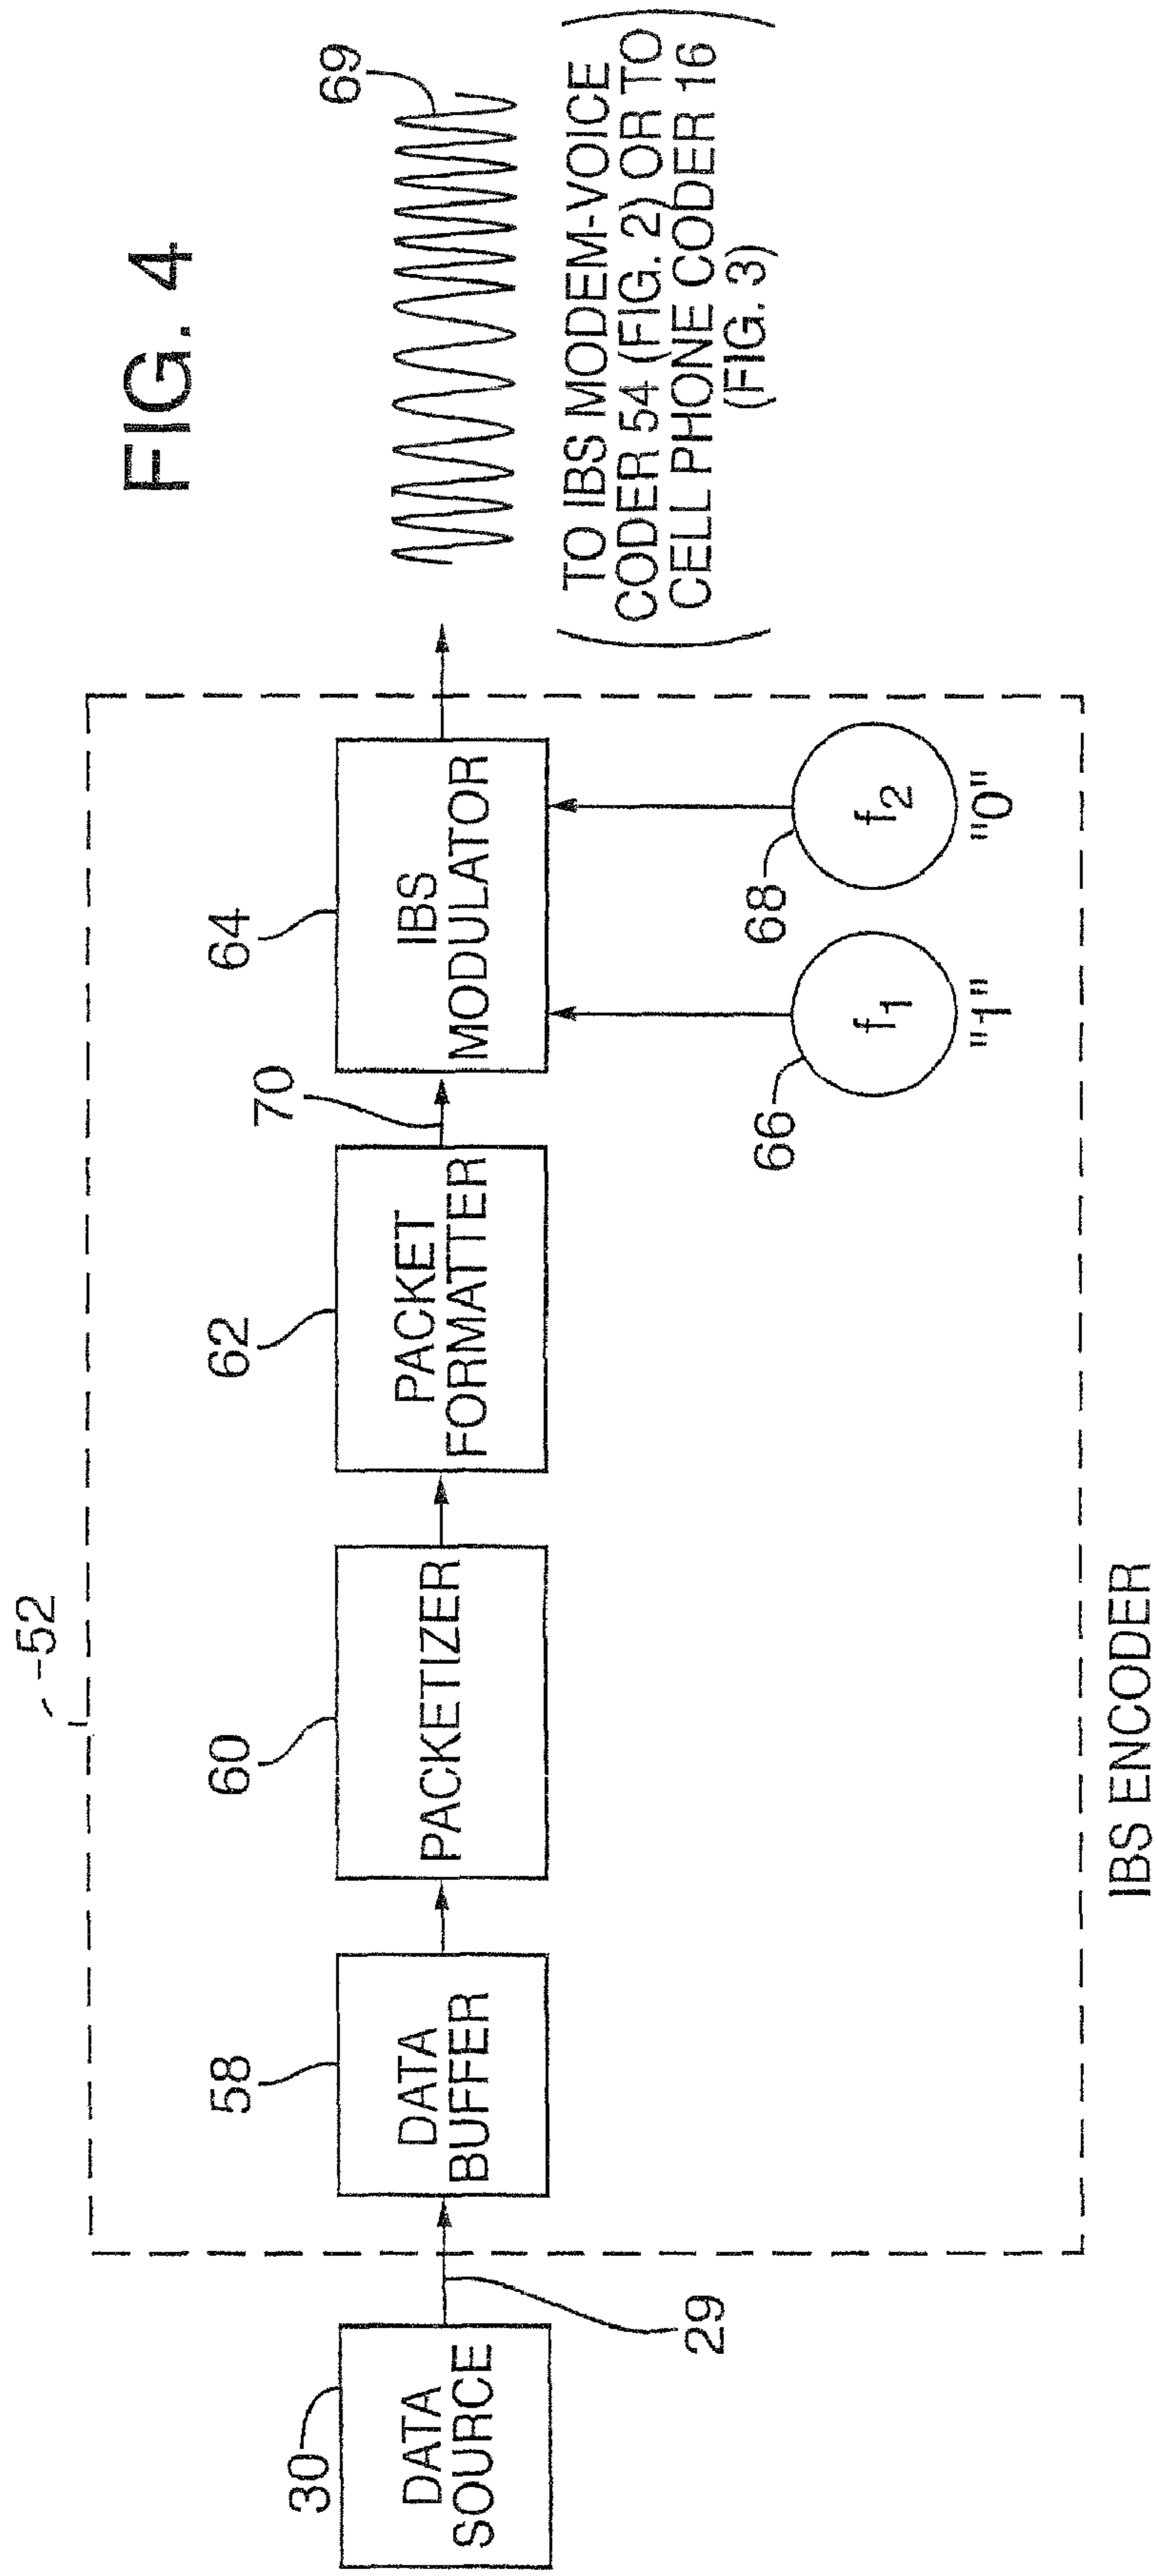 FIG. 4
52
30
DATA
SOURCE
29
58
DATA
BUFFER
60
PACKETIZER
62
PACKET
FORMATTER
70
64
IBS
MODULATOR
66
f1
"1"
68
f2
"0"
69
TO IBS MODEM-VOICE
CODER 54 (FIG. 2) OR TO
CELL PHONE CODER 16
(FIG. 3)
IBS ENCODER